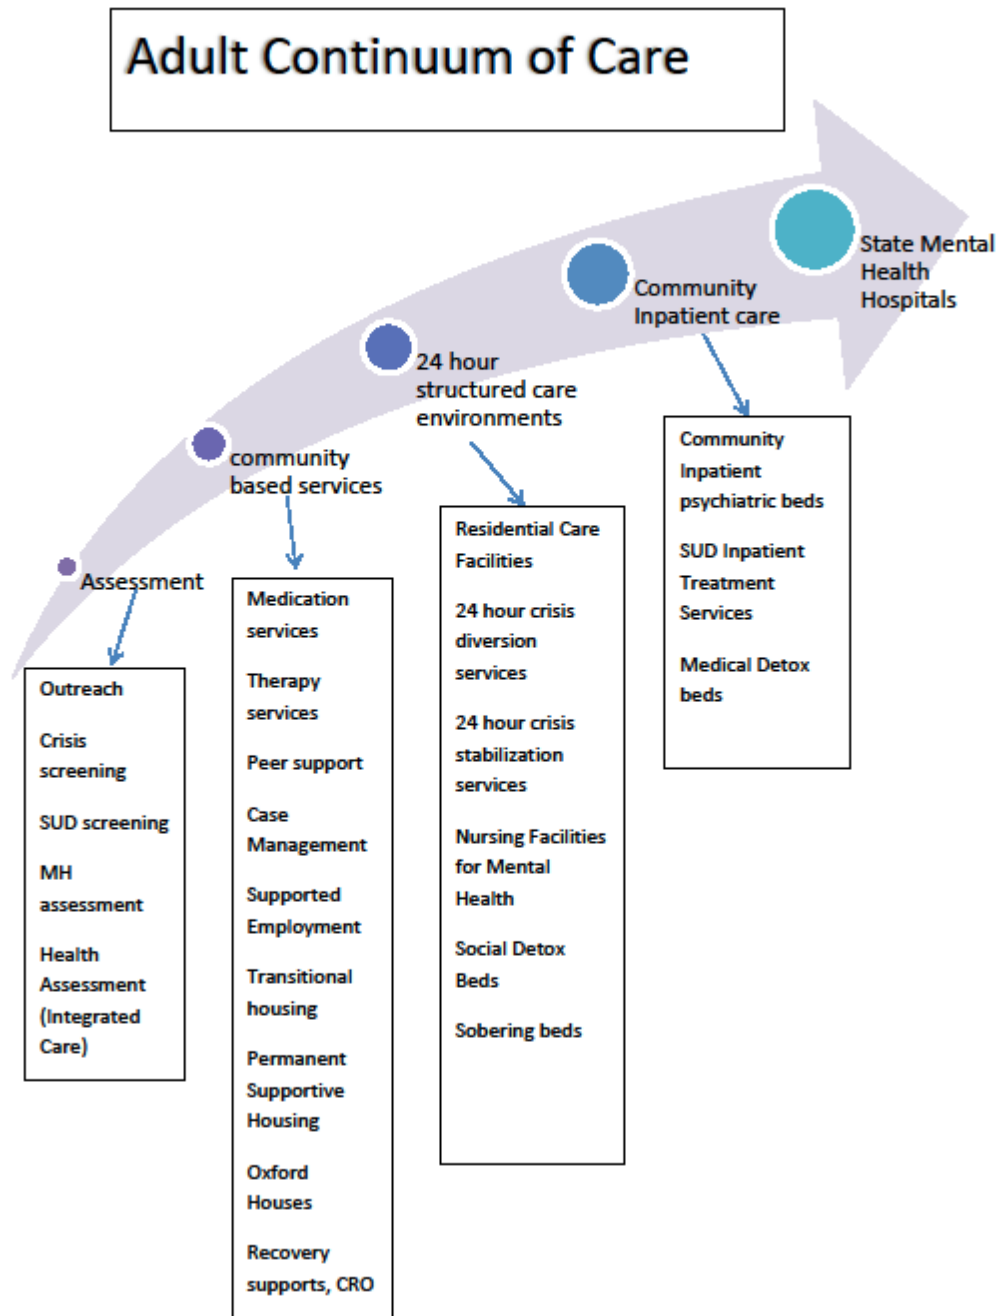 Adult Continuum of Care
State Mental
Health
Hospitals
Community
Inpatient care
24 hour
structured care
environments
community
based services
Assessment
Outreach
Crisis
screening
SUD screening
MH
assessment
Health
Assessment
(Integrated
Care)
Medication
services
Therapy
services
Peer support
Case
Management
Supported
Employment
Transitional
housing
Permanent
Supportive
Housing
Oxford
Houses
Recovery
supports, CRO
Residential Care
Facilities
24 hour crisis
diversion
services
24 hour crisis
stabilization
services
Nursing Facilities
for Mental
Health
Social Detox
Beds
Sobering beds
Community
Inpatient
psychiatric beds
SUD Inpatient
Treatment
Services
Medical Detox
beds